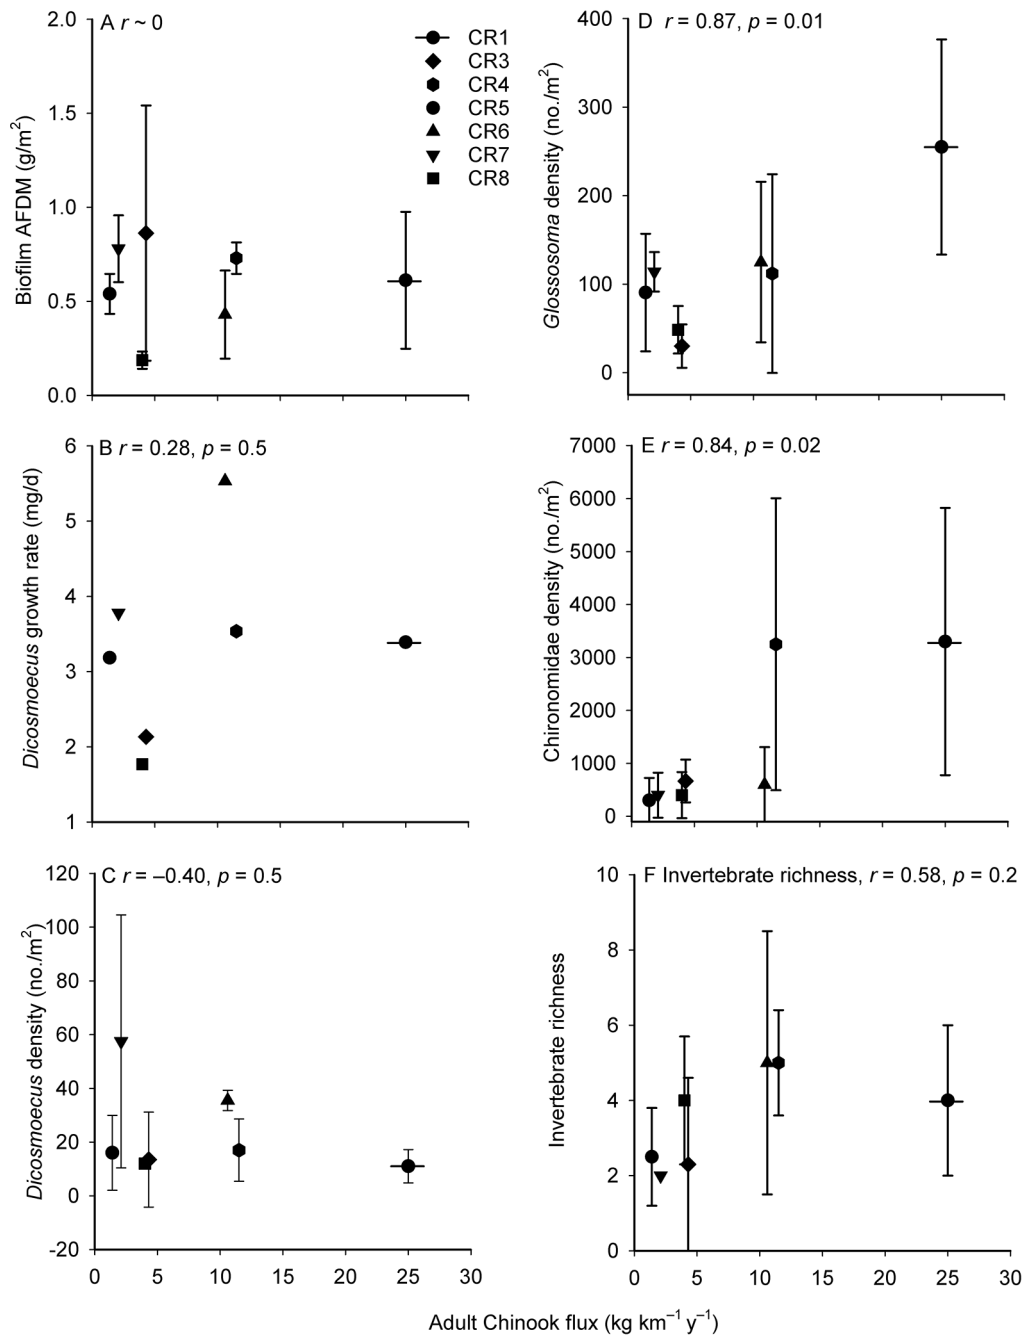 A r ~ 0
CR1
CR3
CR4
CR5
CR6
CR7
CR8
2.0
1.5
1.0
0.5
0.0
Biofilm AFDM (g/m²)
D r = 0.87, p = 0.01
400
300
200
100
0
Glossosoma density (no./m²)
B r = 0.28, p = 0.5
6
5
4
3
2
1
Dicosmoecus growth rate (mg/d)
E r = 0.84, p = 0.02
7000
6000
5000
4000
3000
2000
1000
0
Chironomidae density (no./m²)
C r = –0.40, p = 0.5
120
100
80
60
40
20
0
-20
Dicosmoecus density (no./m²)
0 5 10 15 20 25
F Invertebrate richness, r = 0.58, p = 0.2
10
8
6
4
2
0
Invertebrate richness
0 5 10 15 20 25 30
Adult Chinook flux (kg km⁻¹ y⁻¹)